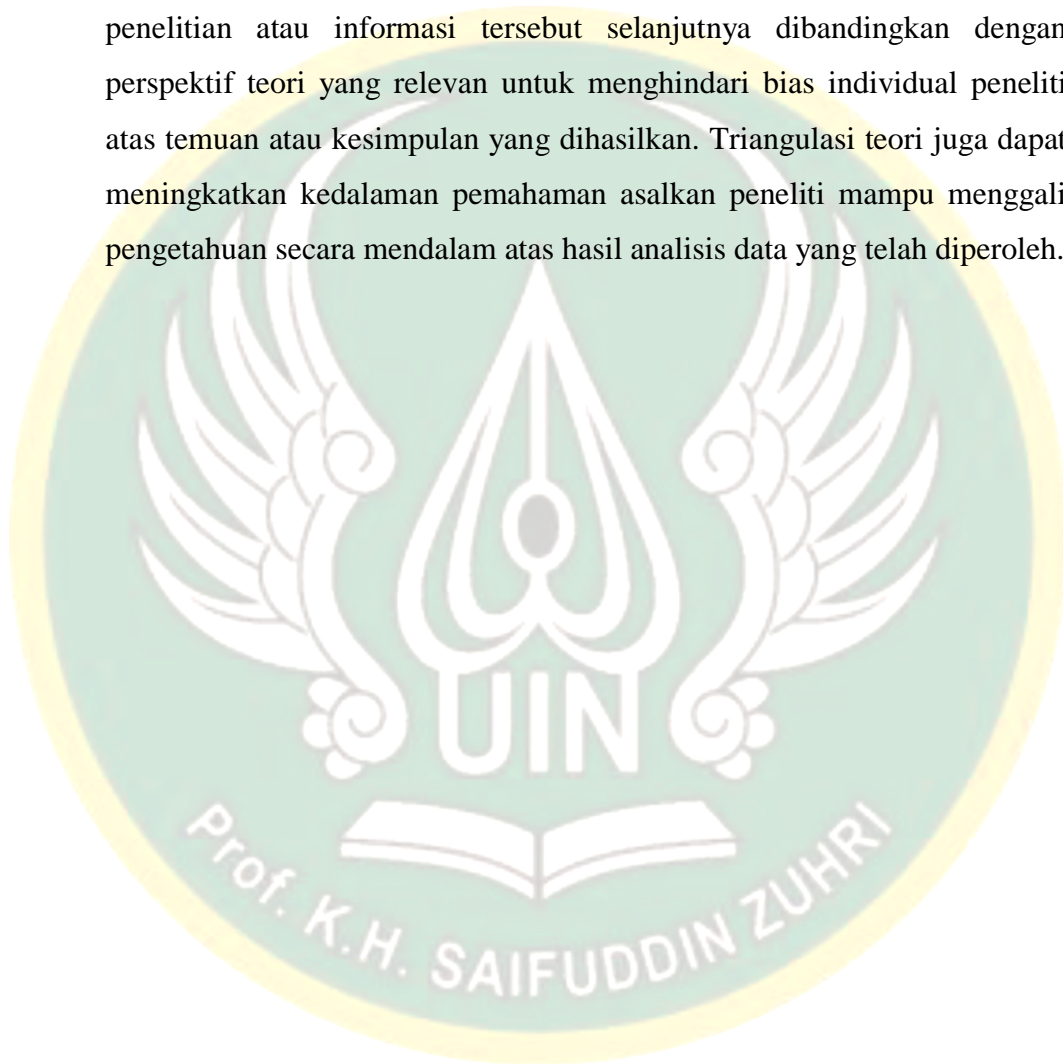 penelitian atau informasi tersebut selanjutnya dibandingkan dengan
perspektif teori yang relevan untuk menghindari bias individual peneliti
atas temuan atau kesimpulan yang dihasilkan. Triangulasi teori juga dapat
meningkatkan kedalaman pemahaman asalkan peneliti mampu menggali
pengetahuan secara mendalam atas hasil analisis data yang telah diperoleh.
UIN
Prof. K.H. SAIFUDDIN ZUHRI